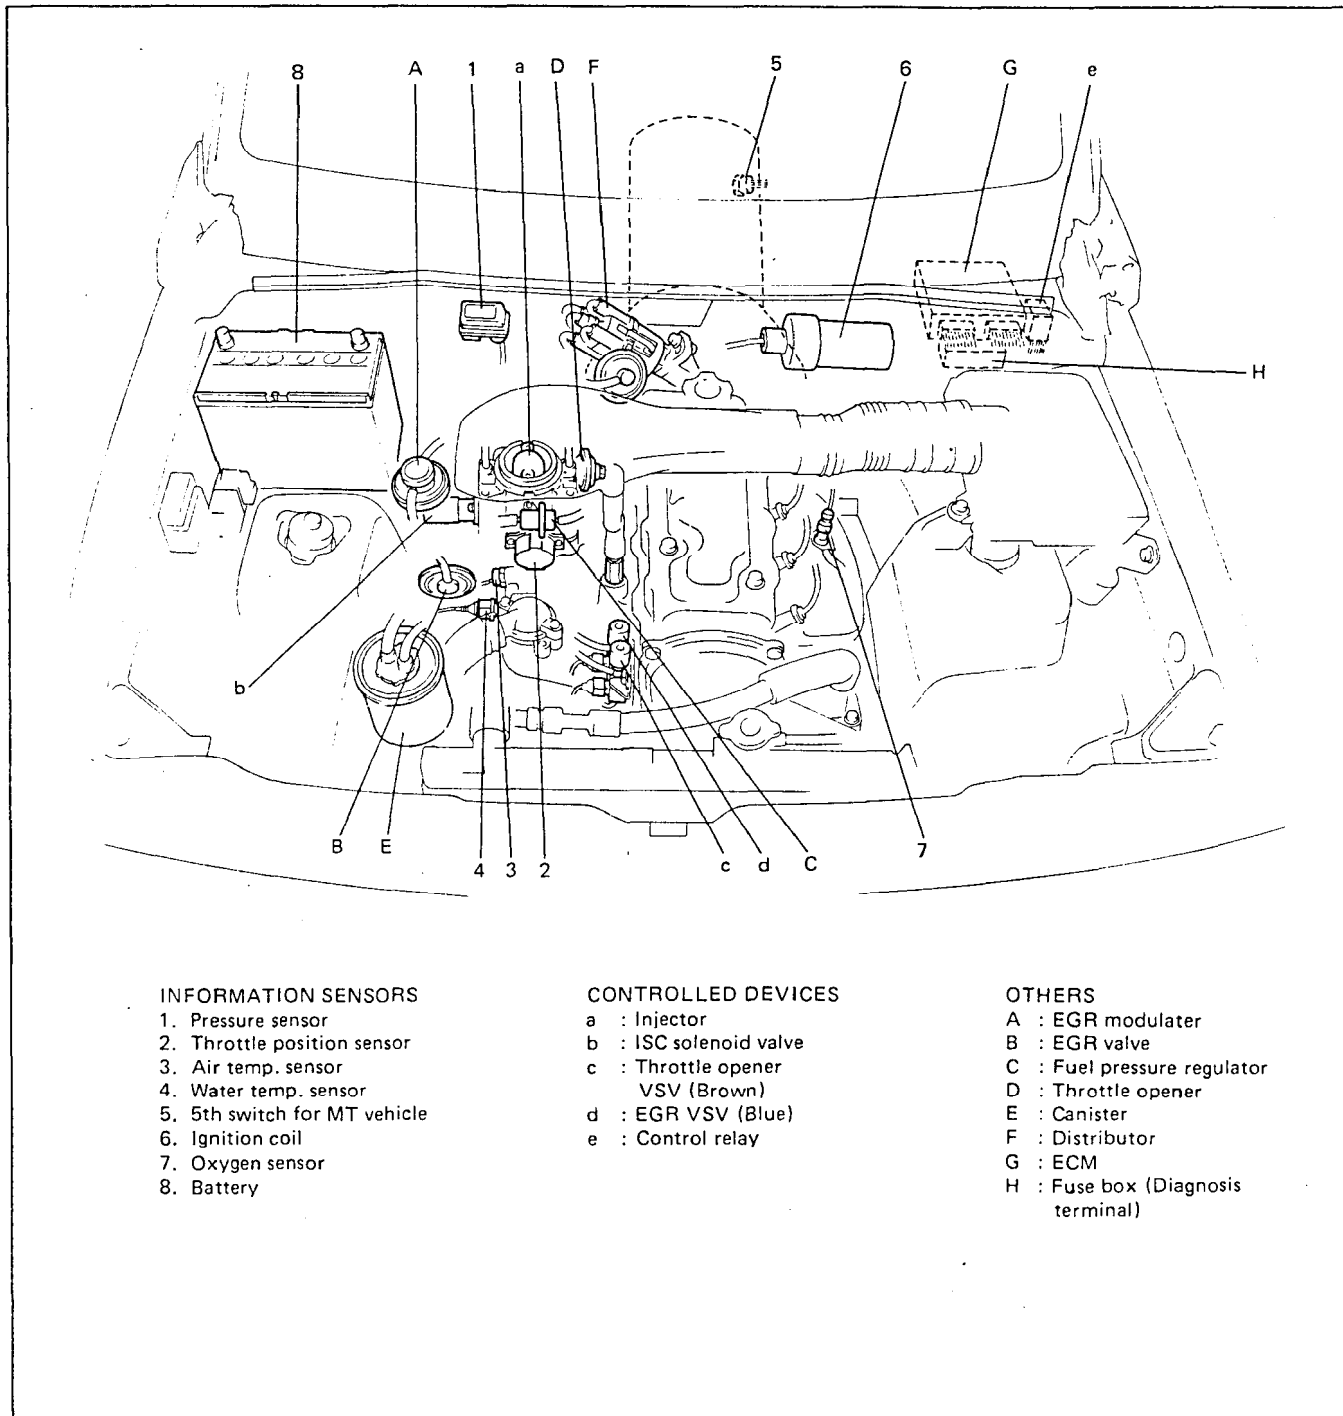 8 A 1 a D F 5 6 G e
H
b
B E 4 3 2 c d C 7
INFORMATION SENSORS
1. Pressure sensor
2. Throttle position sensor
3. Air temp. sensor
4. Water temp. sensor
5. 5th switch for MT vehicle
6. Ignition coil
7. Oxygen sensor
8. Battery
CONTROLLED DEVICES
a : Injector
b : ISC solenoid valve
c : Throttle opener
VSV (Brown)
d : EGR VSV (Blue)
e : Control relay
OTHERS
A : EGR modulater
B : EGR valve
C : Fuel pressure regulator
D : Throttle opener
E : Canister
F : Distributor
G : ECM
H : Fuse box (Diagnosis
terminal)